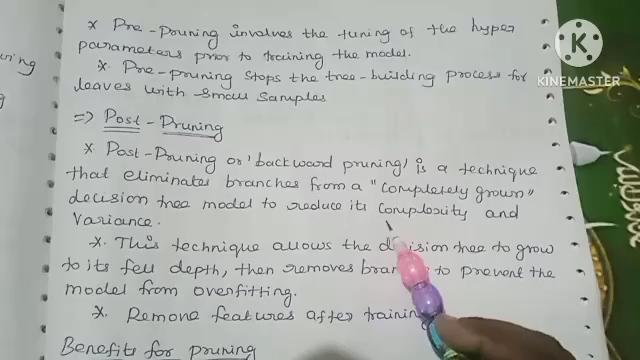 * Pre-Pruning involves the tuning of the hyper
parameters prior to training the model.
* Pre-pruning stops the tree-building process for
leaves with small samples
=> Post-Pruning
* Post-Pruning or 'backward pruning' is a technique
that eliminates branches from a "completely grown"
decision tree model to reduce its complexity and
variance.
* This technique allows the decision tree to grow
to its full depth, then removes to prevent the
model from overfitting.
* Remove features after training
Benefits for pruning
KINEMASTER